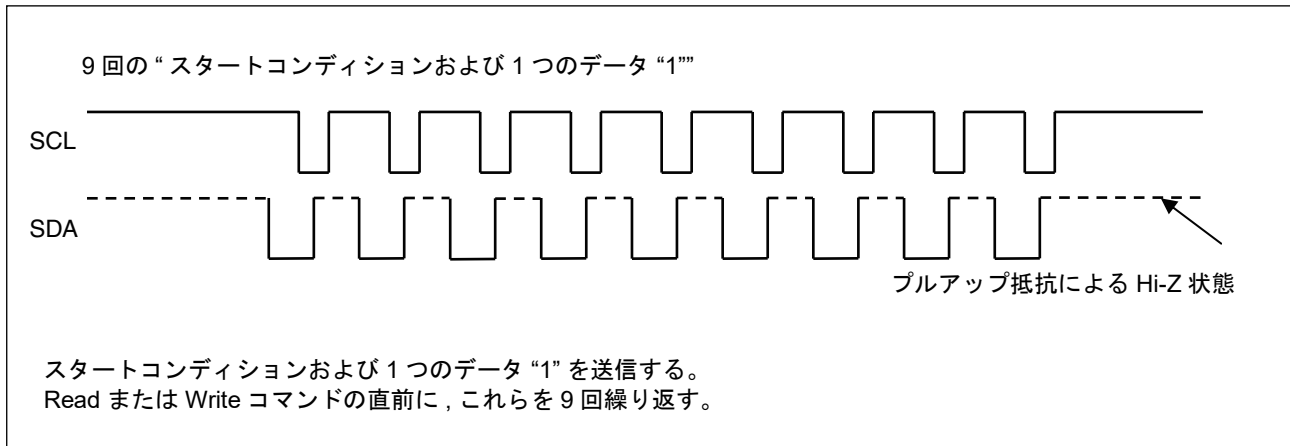 9 回の “ スタートコンディションおよび 1 つのデータ “1””
SCL
SDA
プルアップ抵抗による Hi-Z 状態
スタートコンディションおよび 1 つのデータ “1” を送信する。
Read または Write コマンドの直前に , これらを 9 回繰り返す。